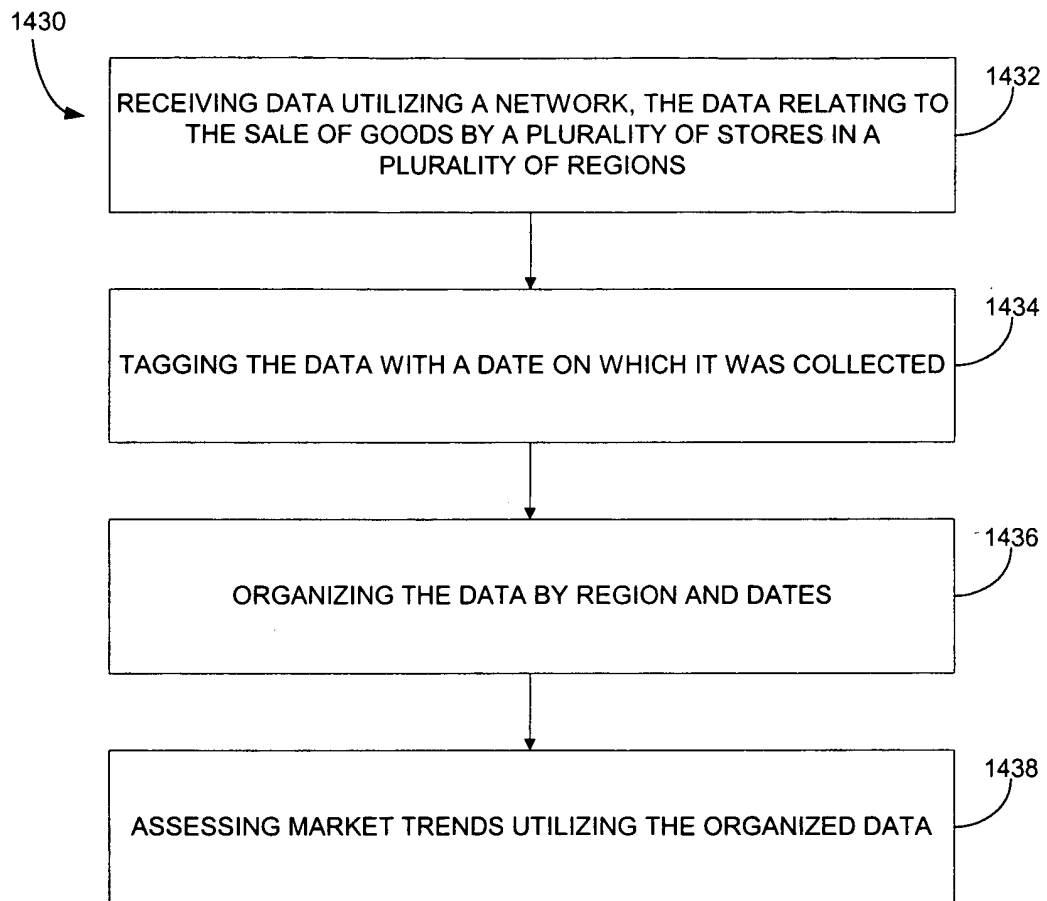 1430
1432
RECEIVING DATA UTILIZING A NETWORK, THE DATA RELATING TO
THE SALE OF GOODS BY A PLURALITY OF STORES IN A
PLURALITY OF REGIONS
1434
TAGGING THE DATA WITH A DATE ON WHICH IT WAS COLLECTED
1436
ORGANIZING THE DATA BY REGION AND DATES
1438
ASSESSING MARKET TRENDS UTILIZING THE ORGANIZED DATA